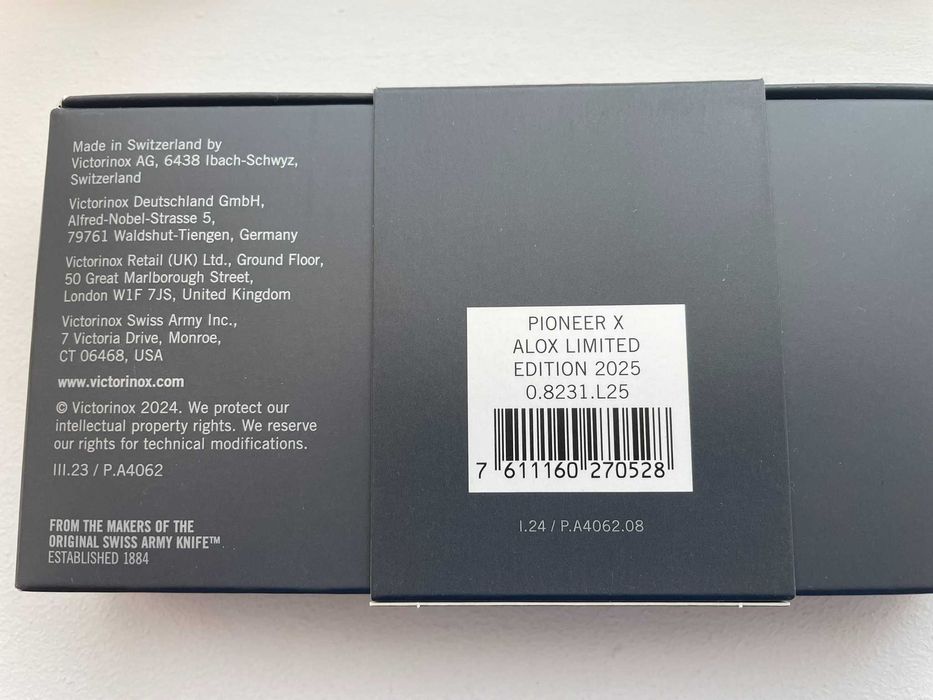 Made in Switzerland by
Victorinox AG, 6438 Ibach-Schwyz,
Switzerland
Victorinox Deutschland GmbH,
Alfred-Nobel-Strasse 5,
79761 Waldshut-Tiengen, Germany
Victorinox Retail (UK) Ltd., Ground Floor,
50 Great Marlborough Street,
London W1F 7JS, United Kingdom
Victorinox Swiss Army Inc.,
7 Victoria Drive, Monroe,
CT 06468, USA
www.victorinox.com
© Victorinox 2024. We protect our
intellectual property rights. We reserve
our rights for technical modifications.
III.23 / P.A4062
FROM THE MAKERS OF THE
ORIGINAL SWISS ARMY KNIFE™
ESTABLISHED 1884
PIONEER X
ALOX LIMITED
EDITION 2025
0.8231.L25
7 611160 270528
I.24 / P.A4062.08